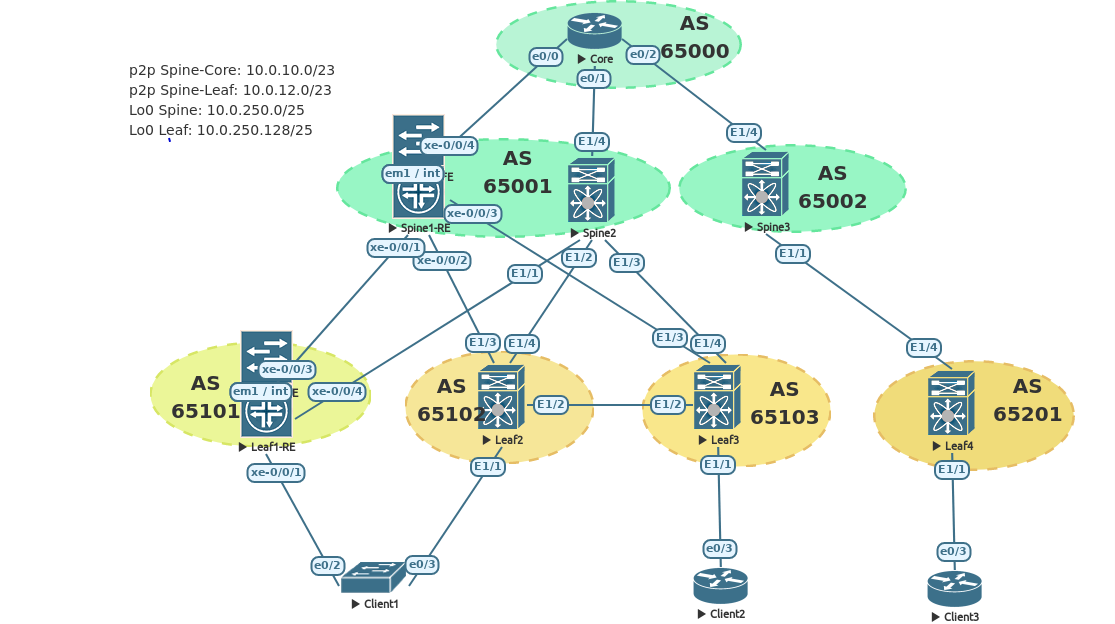 AS
65000
e0/0
e0/2
Core
e0/1
p2p Spine-Core: 10.0.10.0/23
p2p Spine-Leaf: 10.0.12.0/23
Lo0 Spine: 10.0.250.0/25
Lo0 Leaf: 10.0.250.128/25
xe-0/0/4
E1/4
E1/4
AS
65001
em1 / int
AS
65002
xe-0/0/3
Spine1-RE
Spine2
Spine3
xe-0/0/1
xe-0/0/2
E1/2
E1/3
E1/1
E1/1
E1/3
E1/4
E1/3
E1/4
E1/4
xe-0/0/3
AS
65101
em1 / int
xe-0/0/4
AS
65102
E1/2
E1/2
AS
65103
AS
65201
Leaf1-RE
Leaf2
Leaf3
Leaf4
xe-0/0/1
E1/1
E1/1
E1/1
e0/2
e0/3
e0/3
e0/3
Client1
Client2
Client3